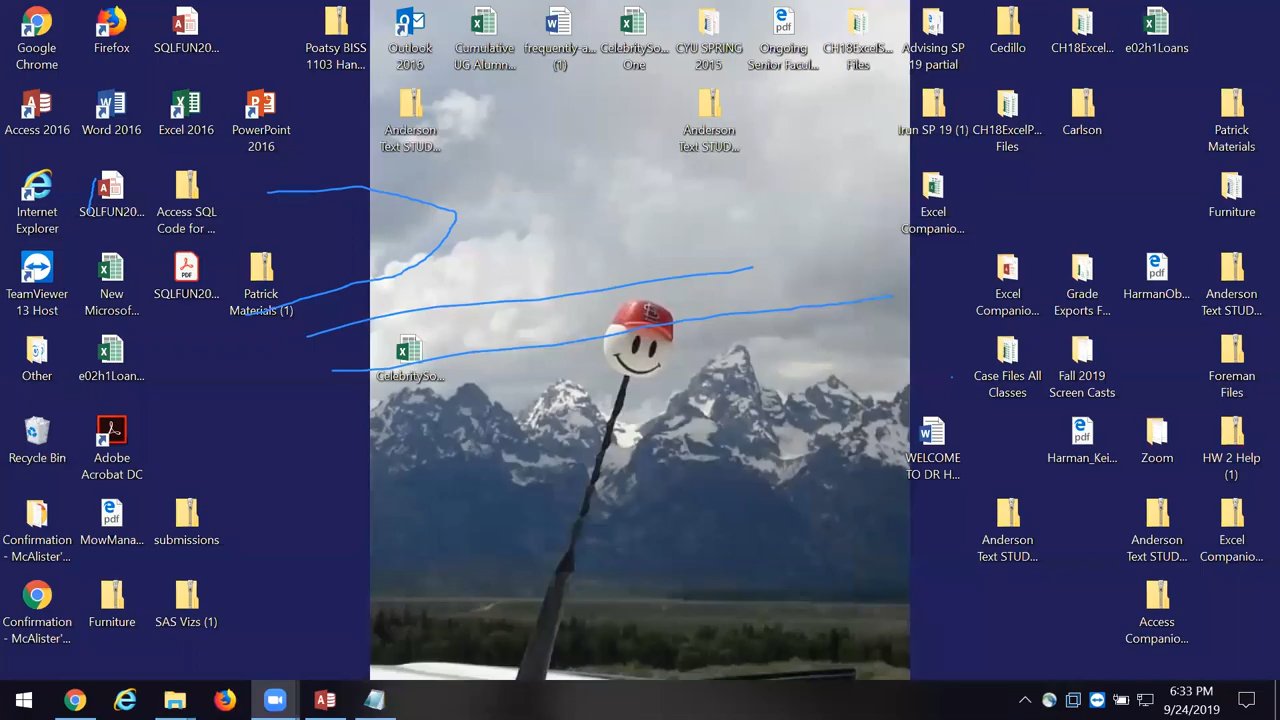 Google
Chrome
Firefox
SQLFUN20...
Poatsy BISS
1103 Han...
Outlook
2016
Cumulative
UG Alumn...
frequently-a...
(1)
CelebritySo...
One
CYU SPRING
2015
Ongoing
Senior Facul...
CH18ExcelS...
Files
Advising SP
19 partial
Cedillo
CH18Excel...
e02h1Loans
Access 2016
Word 2016
Excel 2016
PowerPoint
2016
Anderson
Text STUD...
Anderson
Text STUD...
SP 19 (1)
CH18ExcelP...
Files
Carlson
Patrick
Materials
Internet
Explorer
SQLFUN20...
Access SQL
Code for ...
Excel
Companio...
Furniture
TeamViewer
13 Host
New
Microsof...
PDF
SQLFUN20...
Patrick
Materials (1)
Excel
Companio...
Grade
Exports F...
HarmanOb...
Anderson
Text STUD...
Other
e02h1Loan...
CelebritySo...
Case Files All
Classes
Fall 2019
Screen Casts
Foreman
Files
Recycle Bin
Adobe
Acrobat DC
WELCOME
TO DR H...
Harman_Kei...
Zoom
HW 2 Help
(1)
Confirmation
- McAlister'...
MowMana...
submissions
Anderson
Text STUD...
Anderson
Text STUD...
Excel
Companio...
Confirmation
- McAlister'...
Furniture
SAS Vizs (1)
Access
Companio...
6:33 PM
9/24/2019